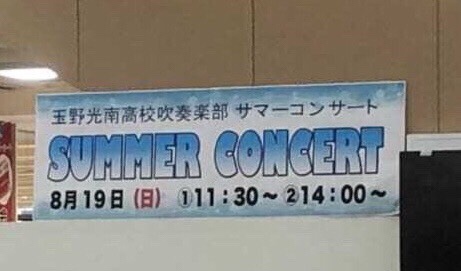 玉野光南高校吹奏楽部 サマーコンサート
SUMMER CONCERT
8月19日(日) ①11:30～②14:00～